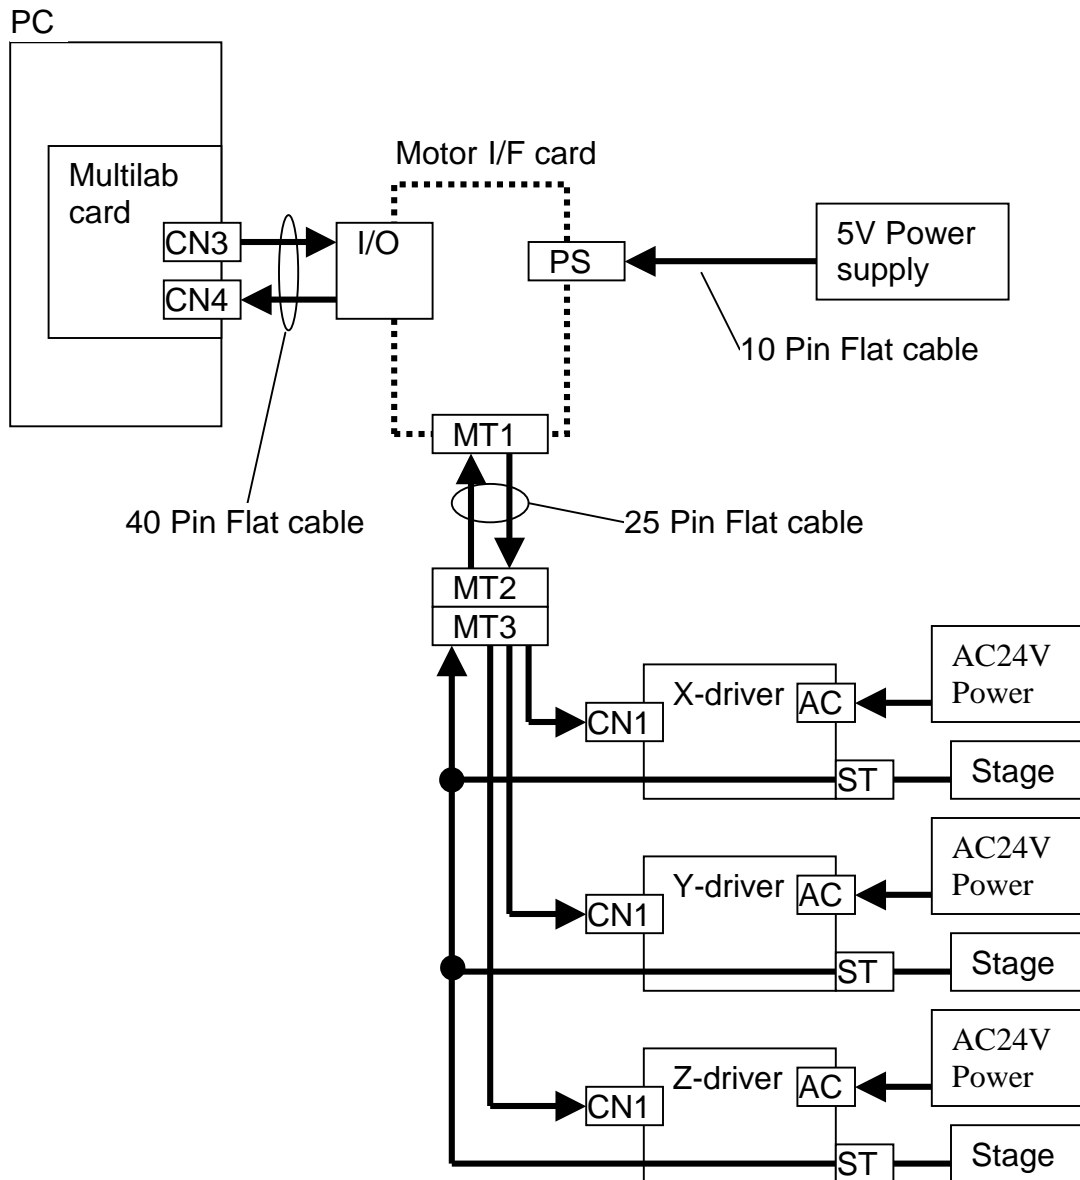 PC
Multilab
card
CN3
CN4
Motor I/F card
I/O
PS
5V Power
supply
10 Pin Flat cable
MT1
40 Pin Flat cable
25 Pin Flat cable
MT2
MT3
X-driver
AC
CN1
ST
AC24V
Power
Stage
Y-driver
AC
CN1
ST
AC24V
Power
Stage
Z-driver
AC
CN1
ST
AC24V
Power
Stage